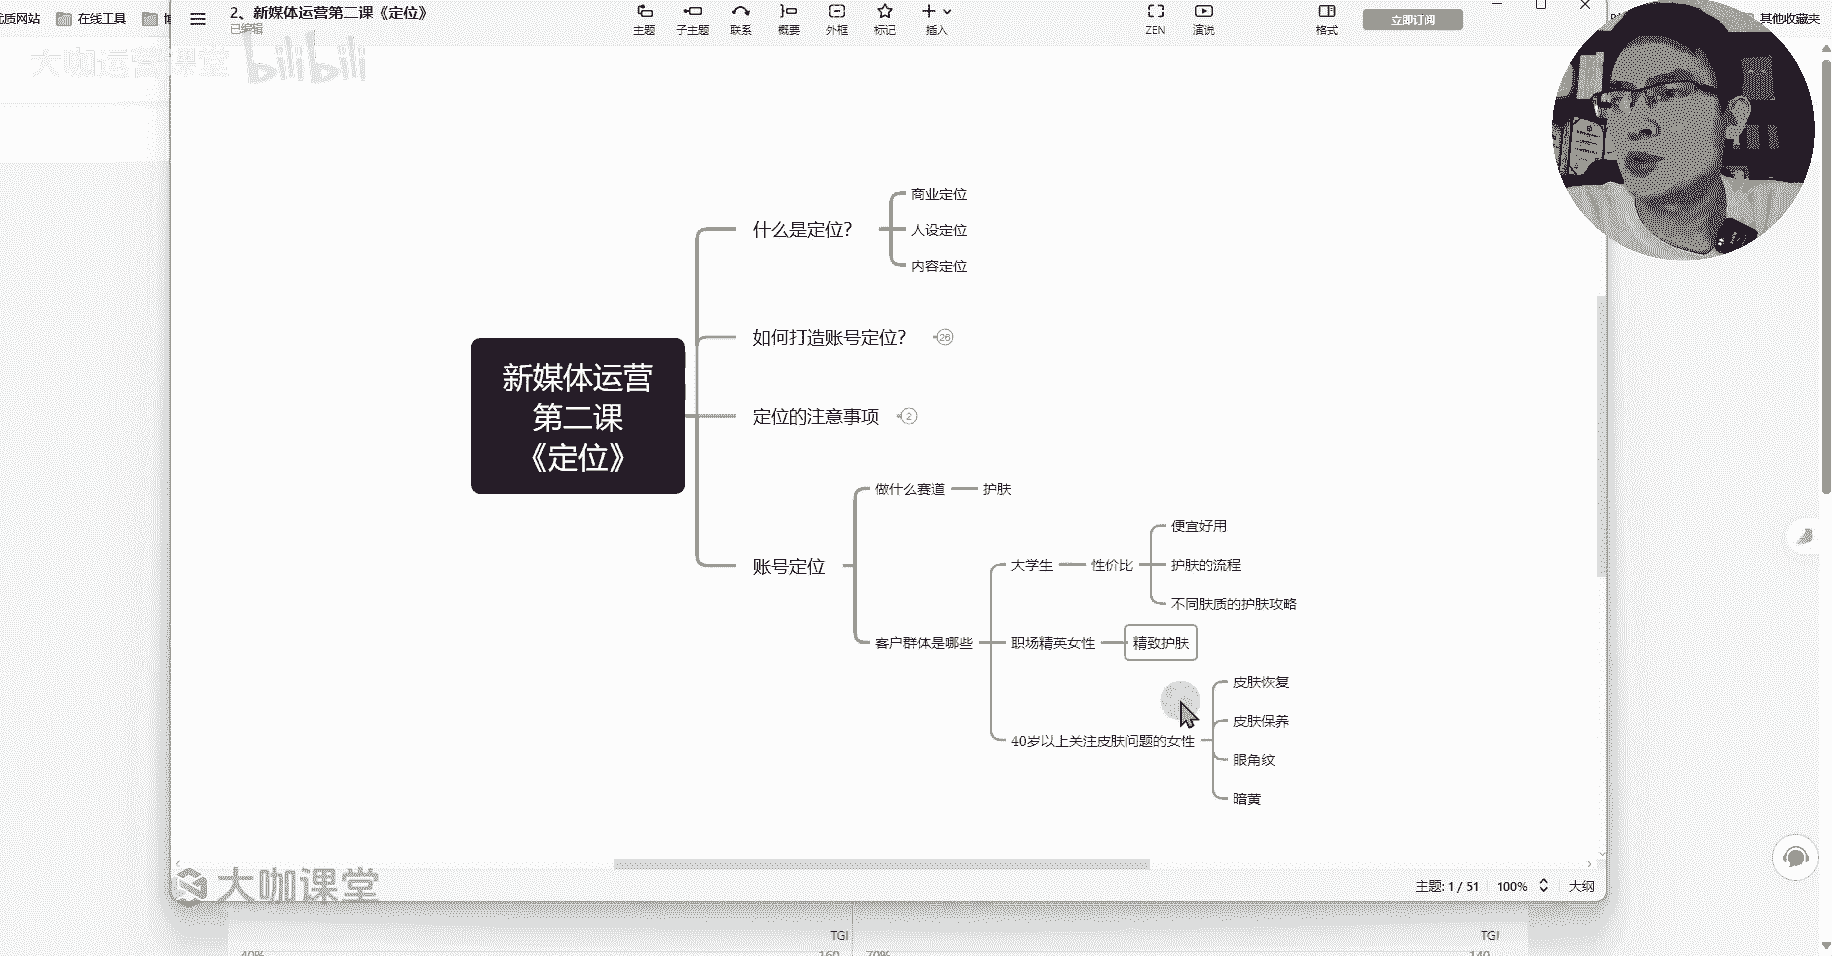 质网站
在线工具
2、新媒体运营第二课《定位》
已编辑
主题
子主题
联系
概要
外框
标记
插入
ZEN
演说
格式
立即订阅
其他收藏夹
大咖运营课堂
bilibili
什么是定位？
商业定位
人设定位
内容定位
如何打造账号定位？
26
定位的注意事项
2
新媒体运营
第二课
《定位》
账号定位
做什么赛道
护肤
客户群体是哪些
大学生
性价比
便宜好用
护肤的流程
不同肤质的护肤攻略
职场精英女性
精致护肤
40岁以上关注皮肤问题的女性
皮肤恢复
皮肤保养
眼角纹
暗黄
大咖课堂
主题: 1 / 51
100%
大纲
TGI
TGI
40%
160
70%
140